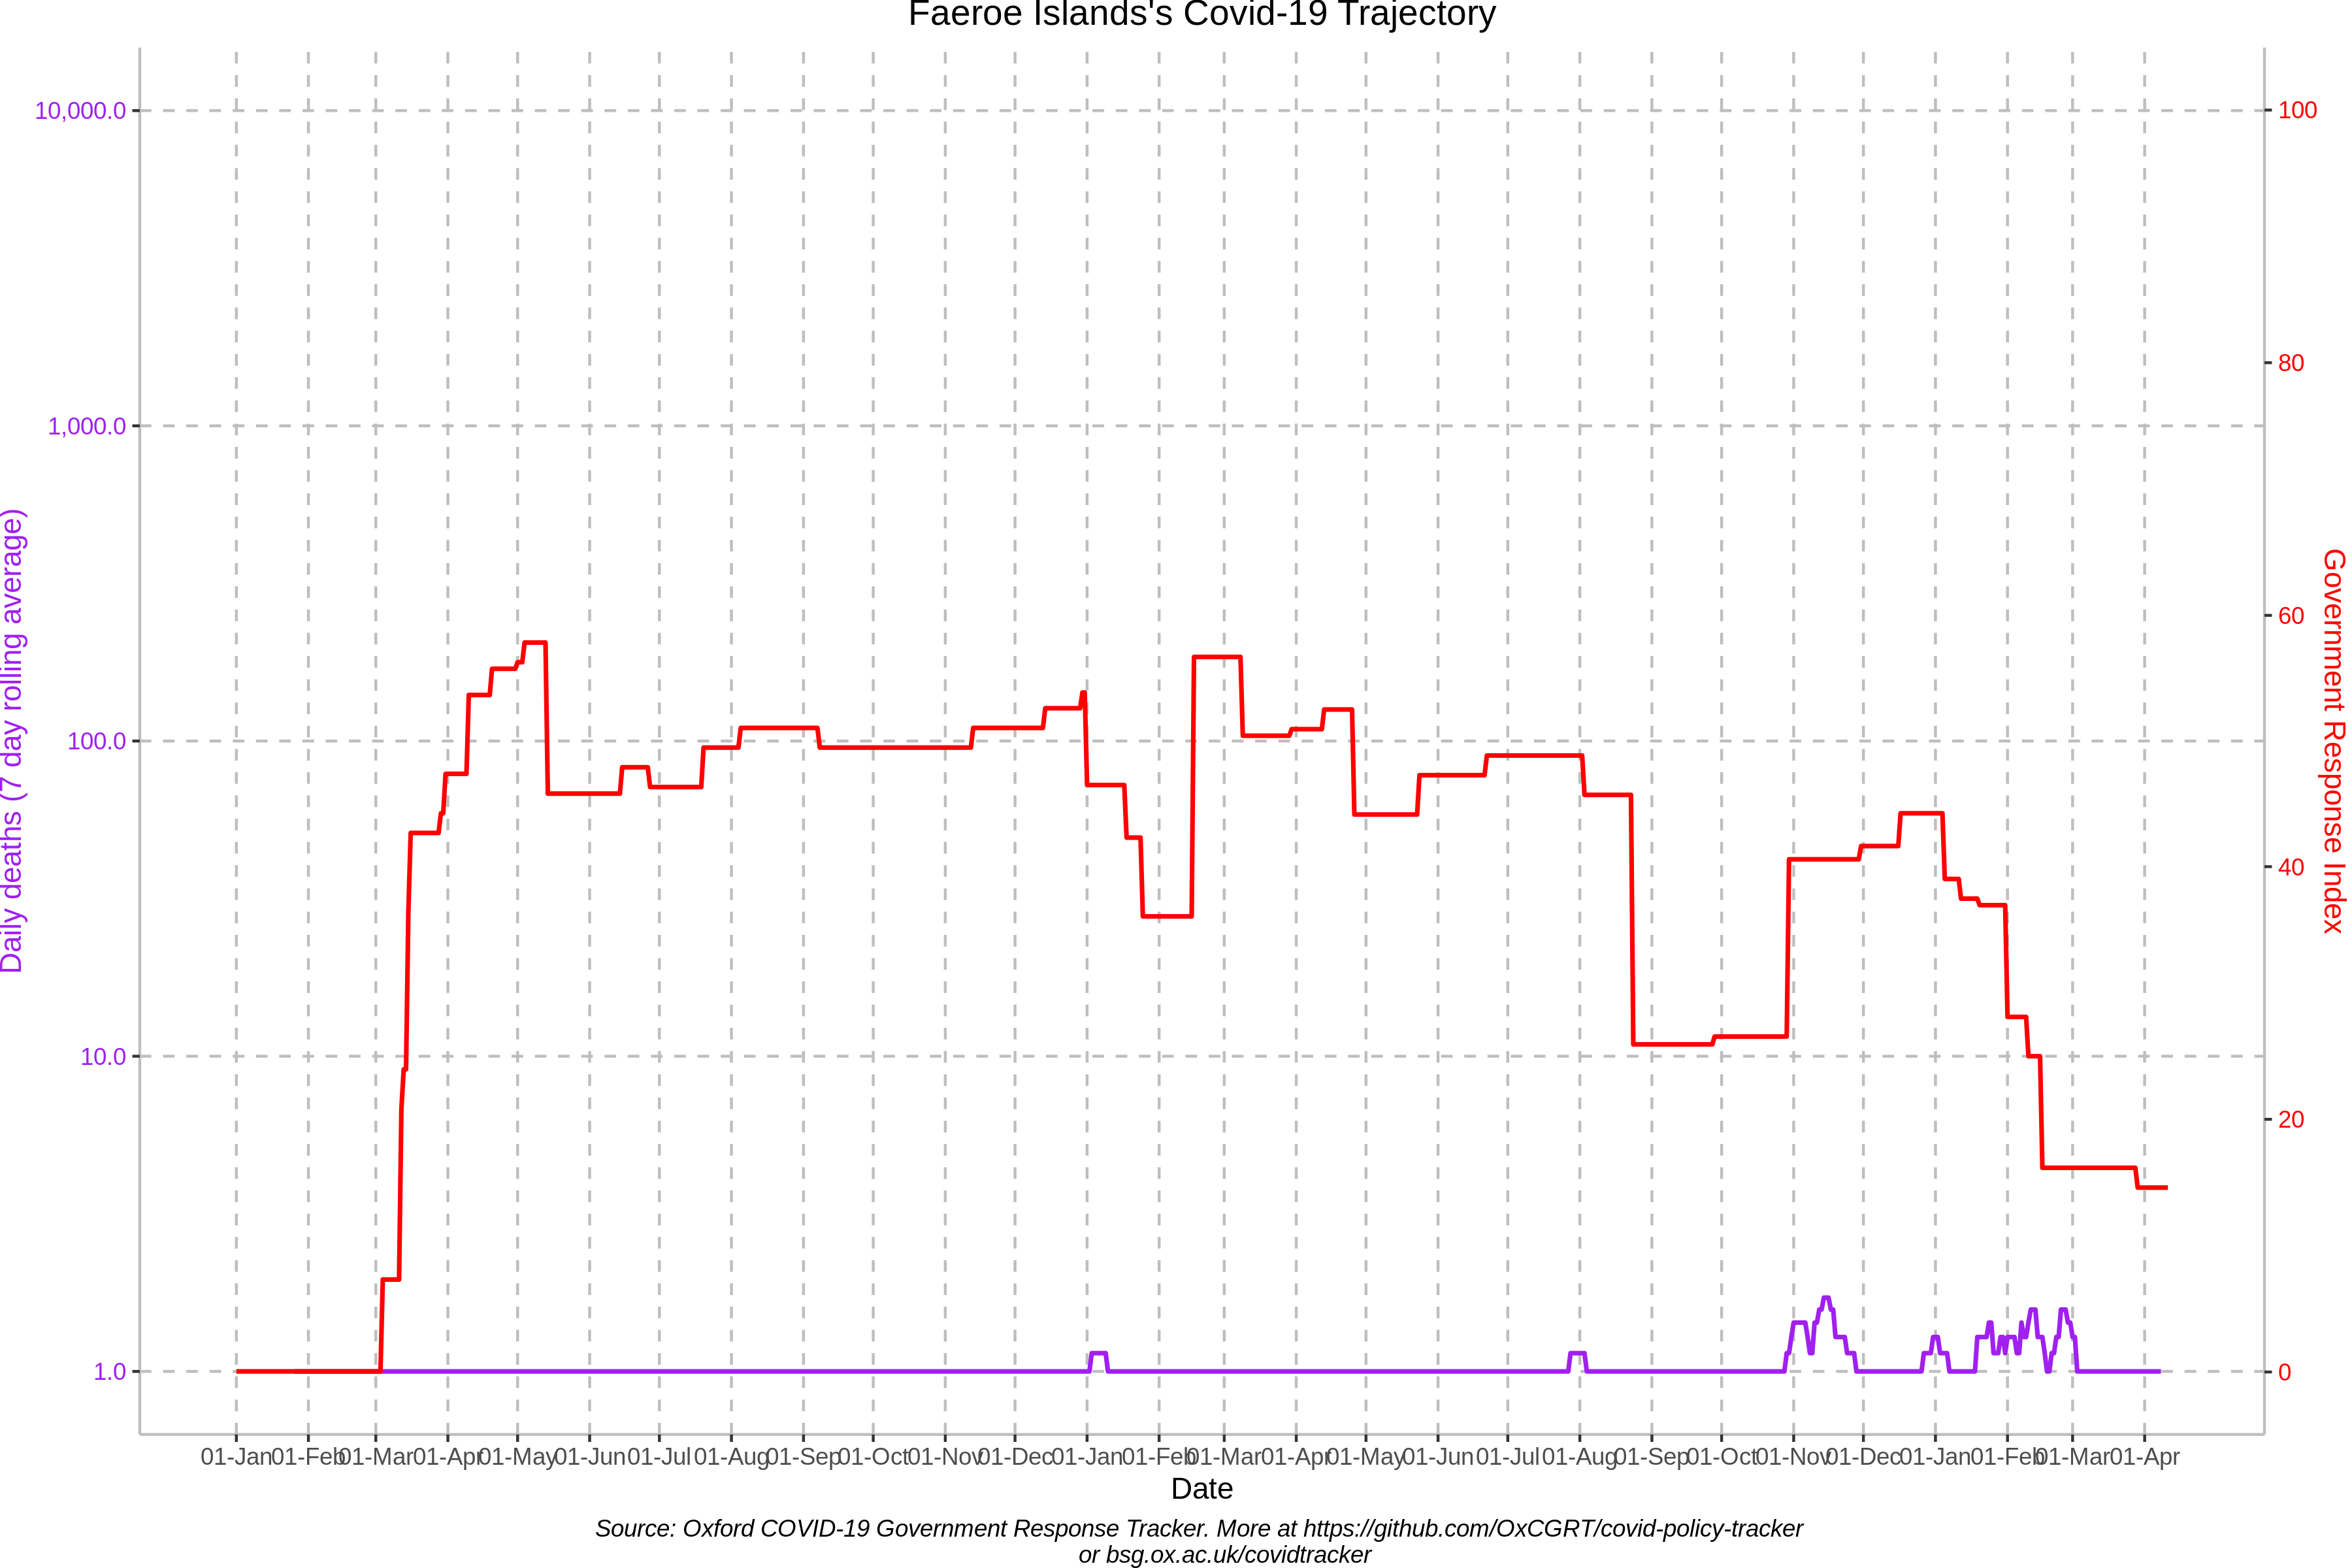 Faeroe Islands's Covid-19 Trajectory
10,000.0
1,000.0
100.0
10.0
1.0
Daily deaths (7 day rolling average)
100
80
60
40
20
0
Government Response Index
01-Jan 01-Feb 01-Mar 01-Apr 01-May 01-Jun 01-Jul 01-Aug 01-Sep 01-Oct 01-Nov 01-Dec 01-Jan 01-Feb 01-Mar 01-Apr 01-May 01-Jun 01-Jul 01-Aug 01-Sep 01-Oct 01-Nov 01-Dec 01-Jan 01-Feb 01-Mar 01-Apr
Date
Source: Oxford COVID-19 Government Response Tracker. More at https://github.com/OxCGRT/covid-policy-tracker
or bsg.ox.ac.uk/covidtracker